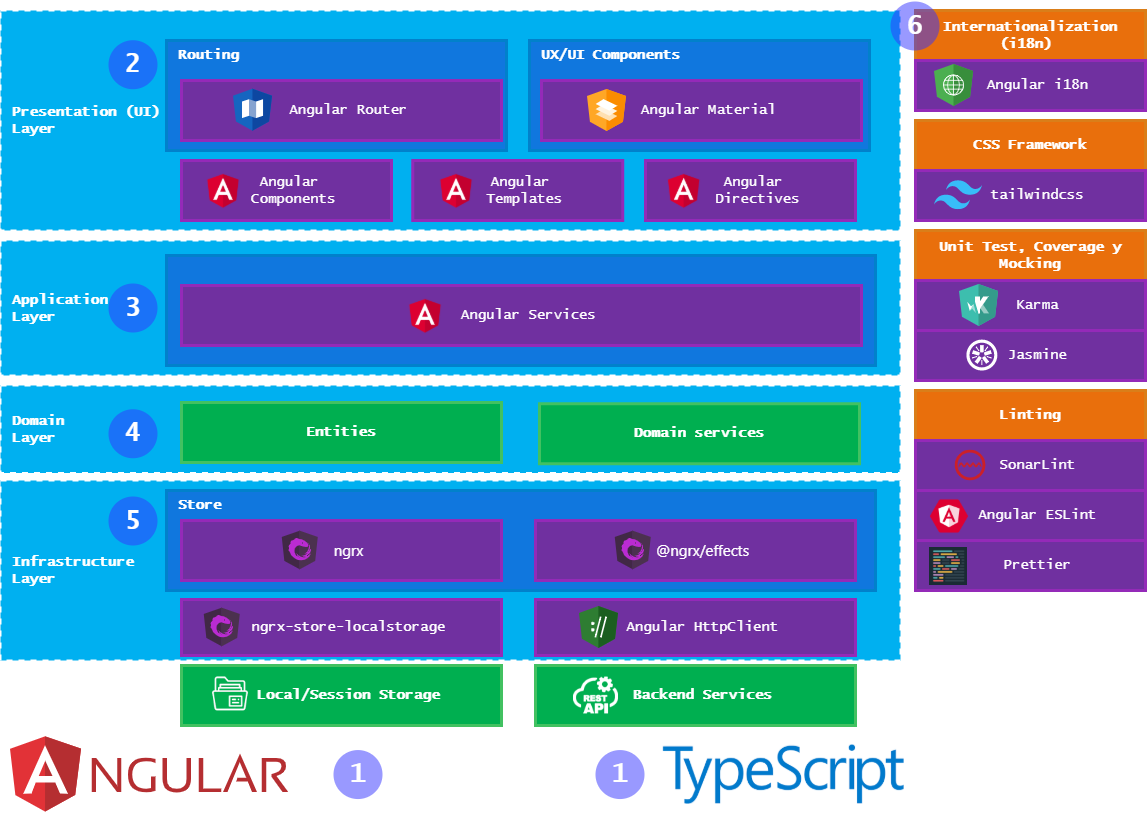 2
Routing
Angular Router
UX/UI Components
Angular Material
Presentation (UI)
Layer
Angular
Components
Angular
Templates
Angular
Directives
Application
Layer
3
Angular Services
Domain
Layer
4
Entities
Domain services
5
Store
ngrx
@ngrx/effects
Infrastructure
Layer
ngrx-store-localstorage
://
Angular HttpClient
Local/Session Storage
REST
API
Backend Services
6
Internationalization
(i18n)
Angular i18n
CSS Framework
tailwindcss
Unit Test, Coverage y
Mocking
Karma
Jasmine
Linting
SonarLint
Angular ESLint
Prettier
ANGULAR
1
1
TypeScript